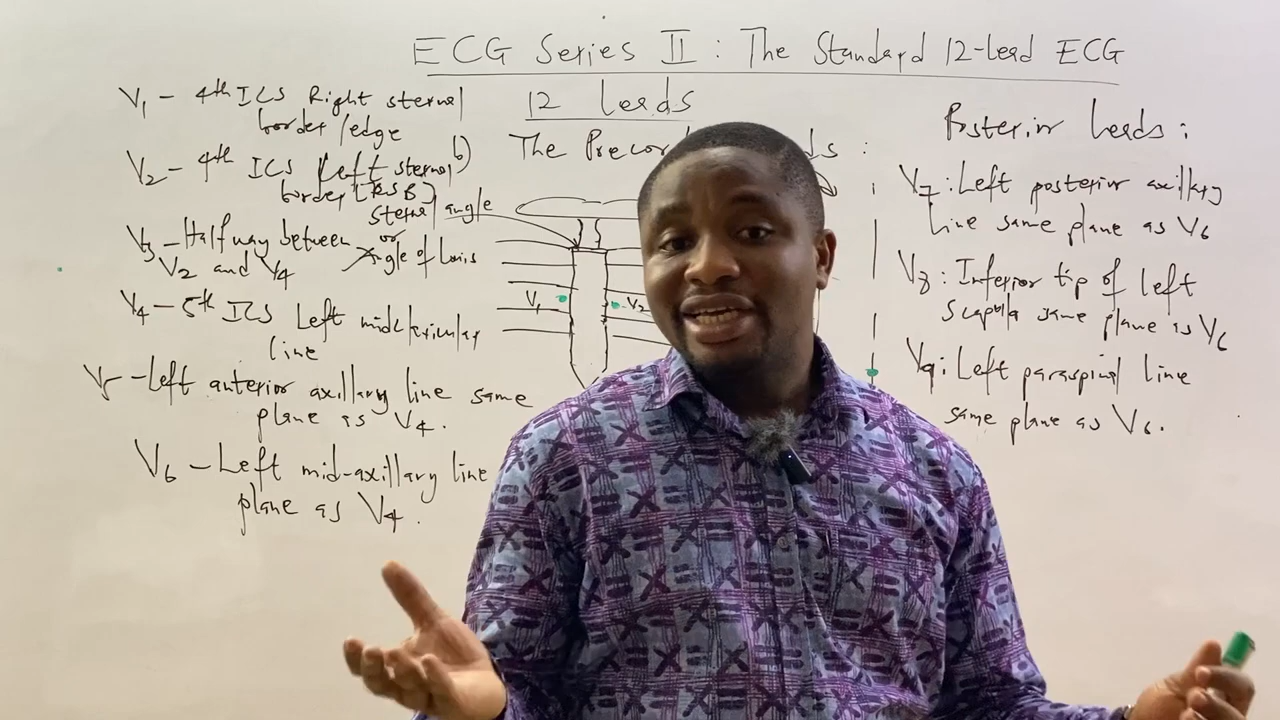 ECG Series II : The Standard 12-lead ECG
12 leads
b) The Precor ds :
V1 – 4th ICS Right sternal
border/edge
V2 – 4th ICS (left sternal
border
sternal angle
or
Angle of Louis
V3 – Halfway between
V2 and V4
V4 – 5th ICS Left midclavicular
line
V5 – Left anterior axillary line same
plane as V4.
V6 – Left mid-axillary line
plane as V4.
V1
V2
Posterior leads :
V7 : Left posterior axillary
line same plane as V6
V8 : Inferior tip of left
scapula same plane as V6
V9 : Left paraspinal line
same plane as V6.